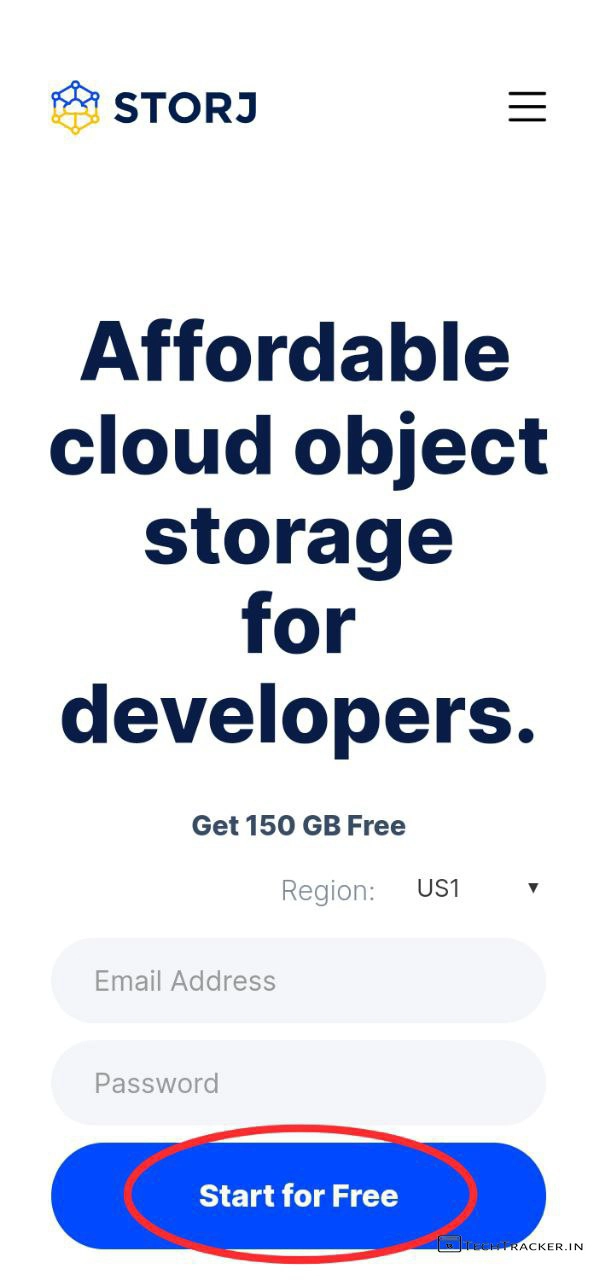 STORJ
Affordable
cloud object
storage
for
developers.
Get 150 GB Free
Region: US1
Email Address
Password
Start for Free
TECHTRACKER.IN